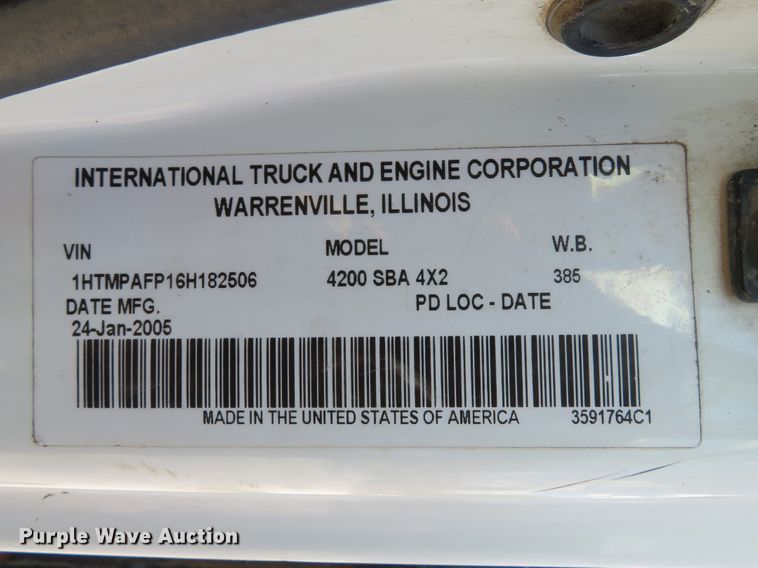 INTERNATIONAL TRUCK AND ENGINE CORPORATION
WARRENVILLE, ILLINOIS
VIN MODEL W.B.
1HTMPAFP16H182506 4200 SBA 4X2 385
DATE MFG. PD LOC - DATE
24-Jan-2005
MADE IN THE UNITED STATES OF AMERICA 3591764C1
Purple Wave Auction